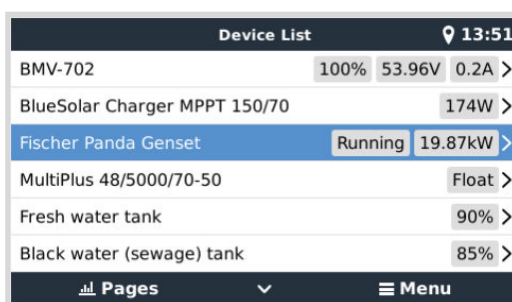 Device List 13:51
BMV-702 100% 53.96V 0.2A
BlueSolar Charger MPPT 150/70 174W
Fischer Panda Genset Running 19.87kW
MultiPlus 48/5000/70-50 Float
Fresh water tank 90%
Black water (sewage) tank 85%
Pages Menu